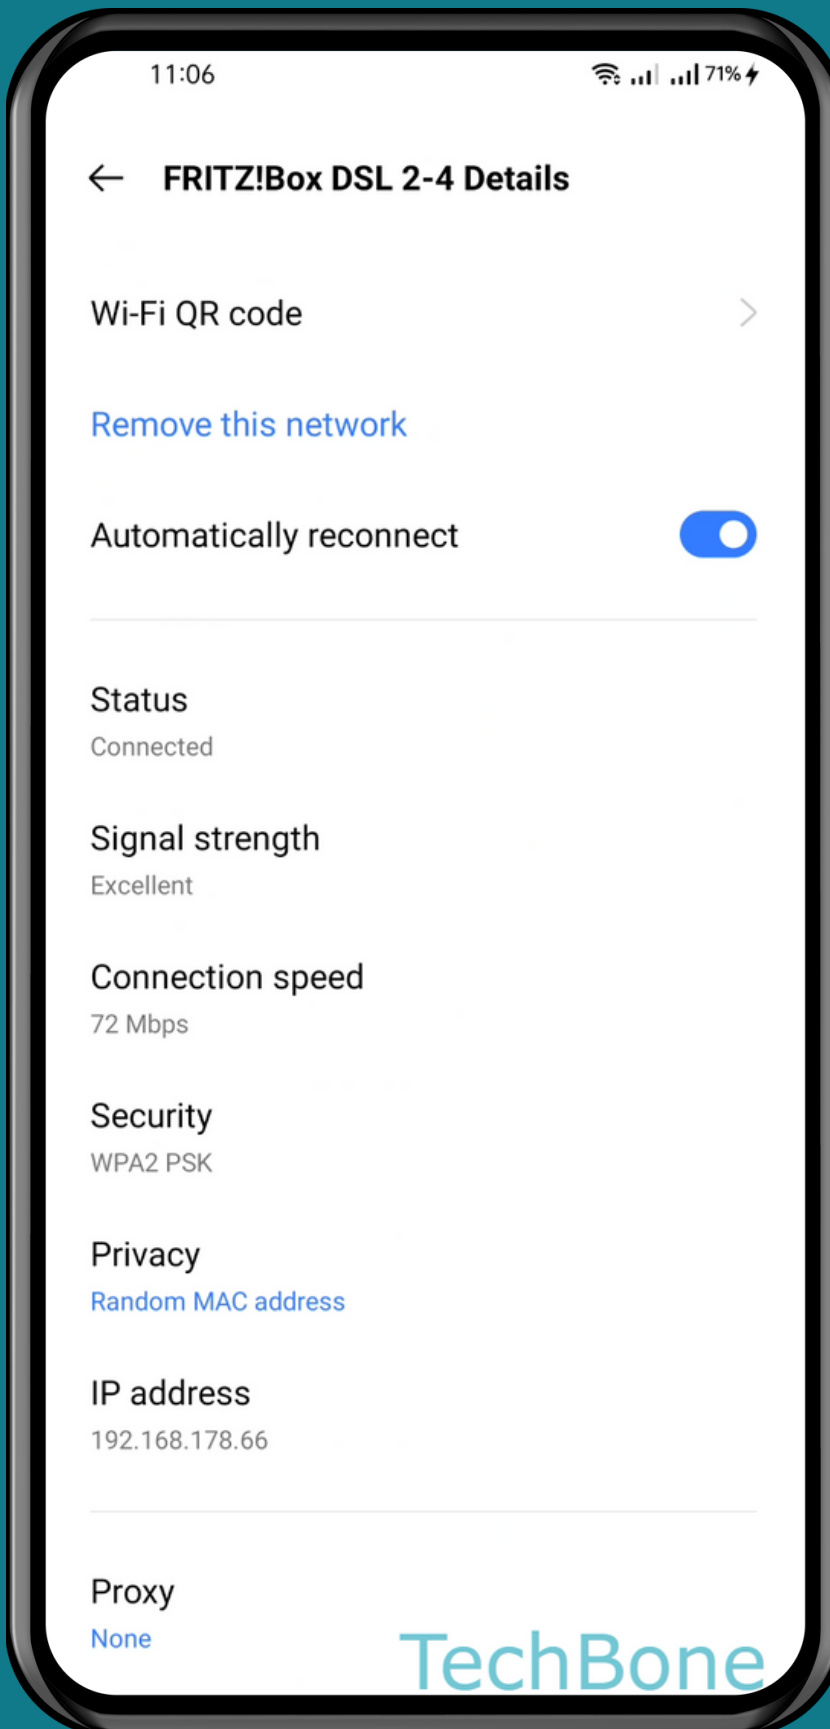 11:06
71%
FRITZ!Box DSL 2-4 Details
Wi-Fi QR code
Remove this network
Automatically reconnect
Status
Connected
Signal strength
Excellent
Connection speed
72 Mbps
Security
WPA2 PSK
Privacy
Random MAC address
IP address
192.168.178.66
Proxy
None
TechBone